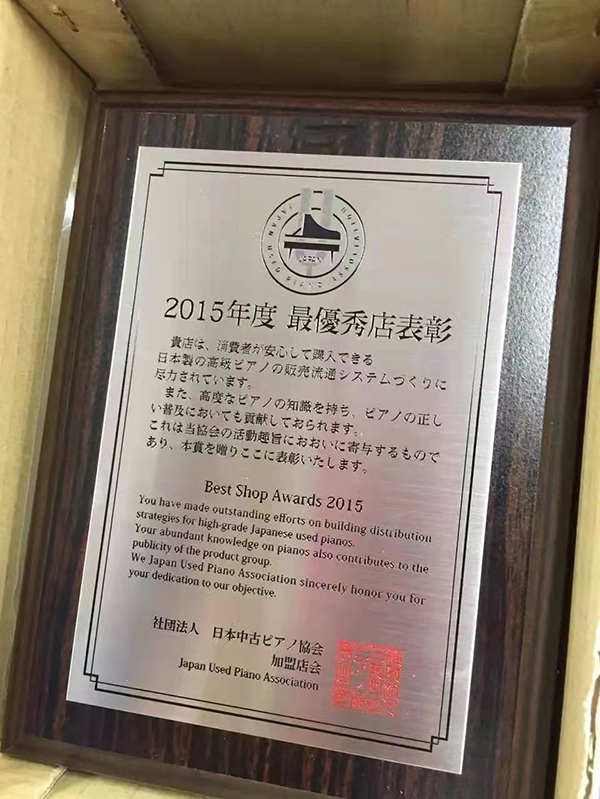 JAPAN USED PIANO ASSOCIATION
JAPAN
2015年度 最優秀店表彰
貴店は、消費者が安心して購入できる
日本製の高級ピアノの販売流通システムづくりに
尽力されています。
また、高度なピアノの知識を持ち、ピアノの正し
い普及においても貢献しておられます。
これは当協会の活動趣旨におおいに寄与するもので
あり、本賞を贈りここに表彰いたします。
Best Shop Awards 2015
You have made outstanding efforts on building distribution
strategies for high-grade Japanese used pianos.
Your abundant knowledge on pianos also contributes to the
publicity of the product group.
We Japan Used Piano Association sincerely honor you for
your dedication to our objective.
社団法人 日本中古ピアノ協会
加盟店会
Japan Used Piano Association